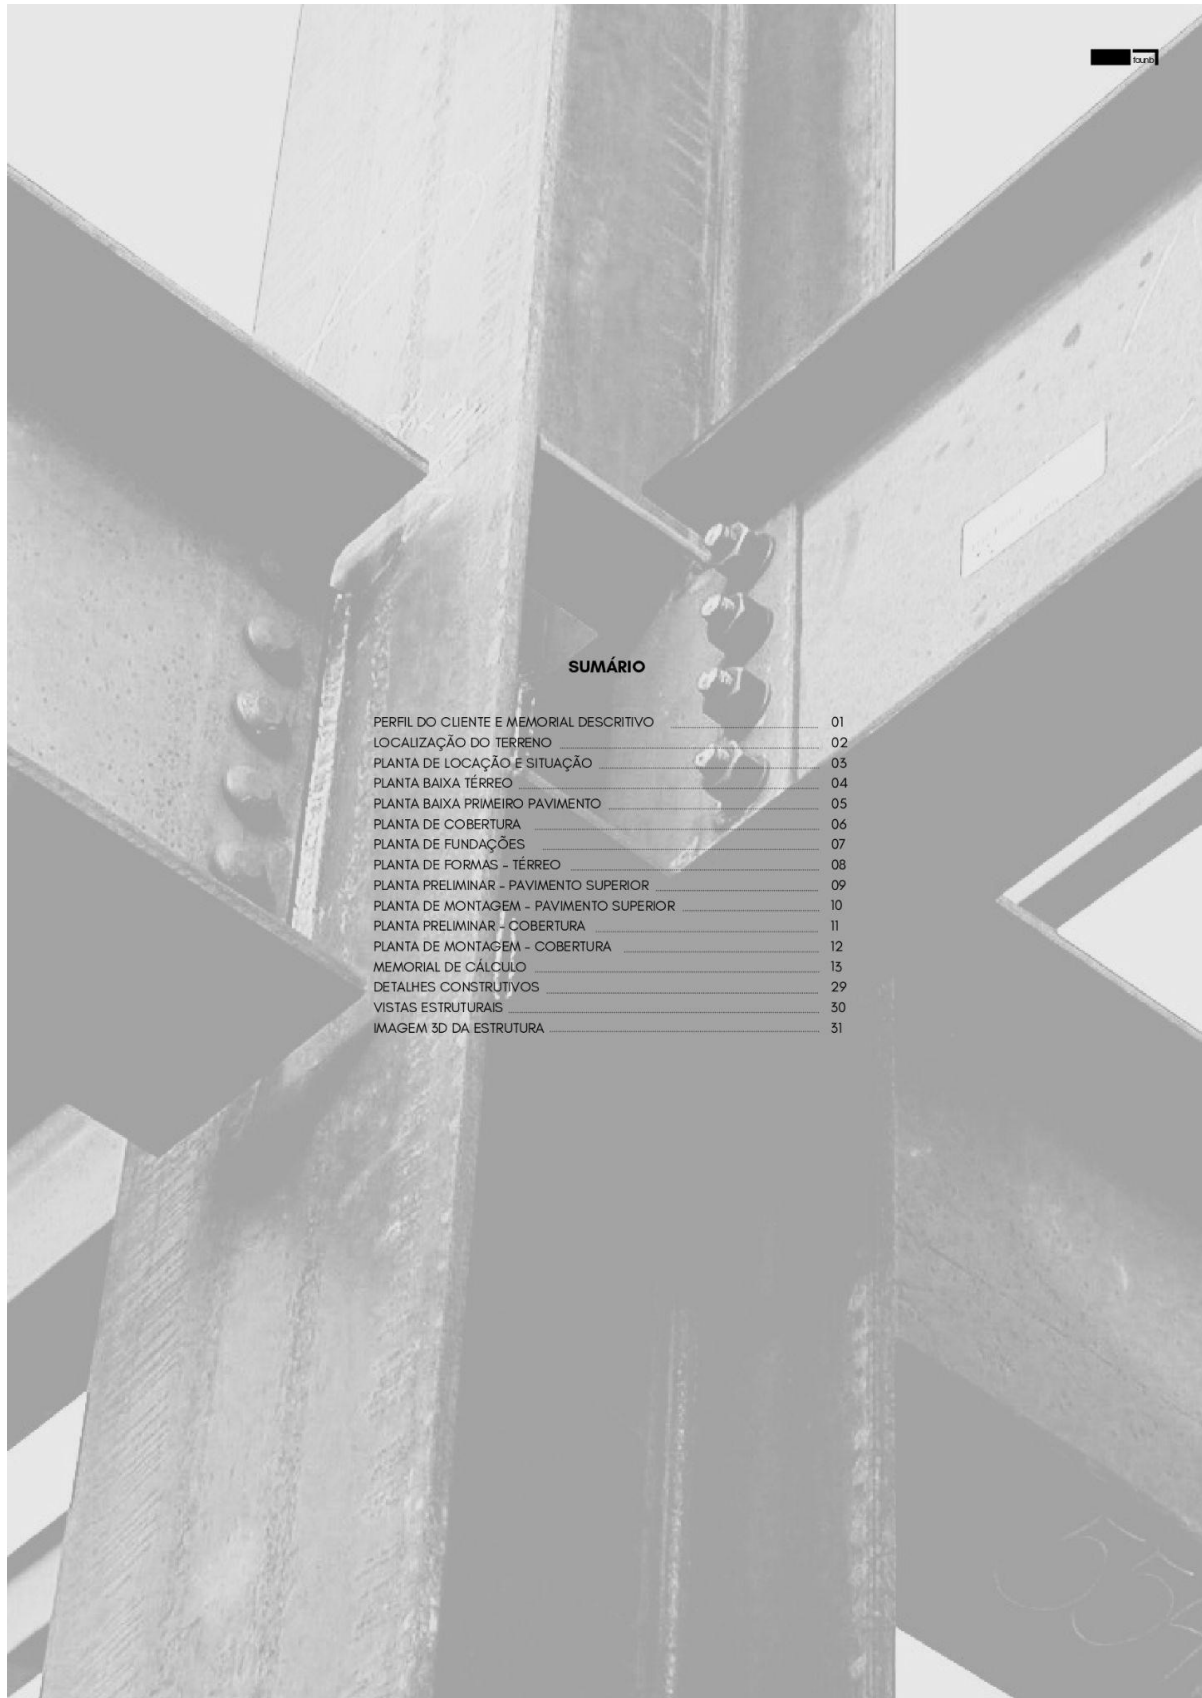 faunb
SUMÁRIO
PERFIL DO CLIENTE E MEMORIAL DESCRITIVO 01
LOCALIZAÇÃO DO TERRENO 02
PLANTA DE LOCAÇÃO E SITUAÇÃO 03
PLANTA BAIXA TÉRREO 04
PLANTA BAIXA PRIMEIRO PAVIMENTO 05
PLANTA DE COBERTURA 06
PLANTA DE FUNDAÇÕES 07
PLANTA DE FORMAS - TÉRREO 08
PLANTA PRELIMINAR - PAVIMENTO SUPERIOR 09
PLANTA DE MONTAGEM - PAVIMENTO SUPERIOR 10
PLANTA PRELIMINAR - COBERTURA 11
PLANTA DE MONTAGEM - COBERTURA 12
MEMORIAL DE CÁLCULO 13
DETALHES CONSTRUTIVOS 29
VISTAS ESTRUTURAIS 30
IMAGEM 3D DA ESTRUTURA 31